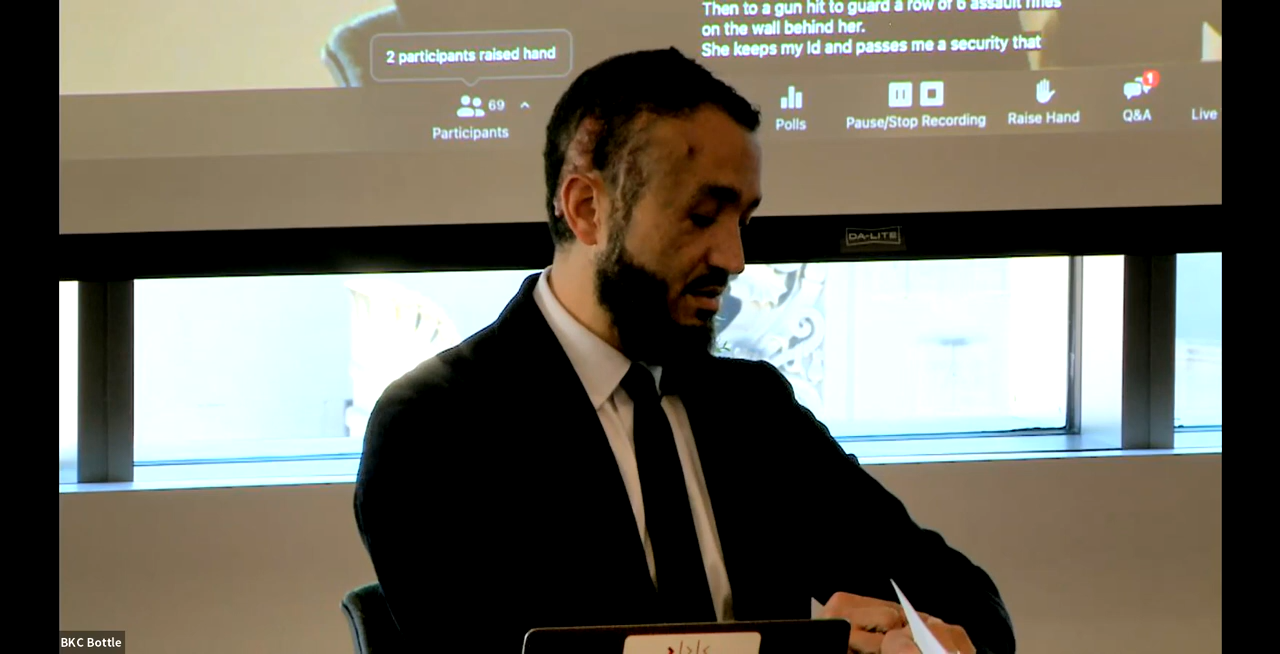 Then to a gun hit to guard a row of 6 assault rifles
on the wall behind her.
She keeps my Id and passes me a security that
2 participants raised hand
69
Participants
Polls
Pause/Stop Recording
Raise Hand
1
Q&A
Live
DA-LITE
BKC Bottle